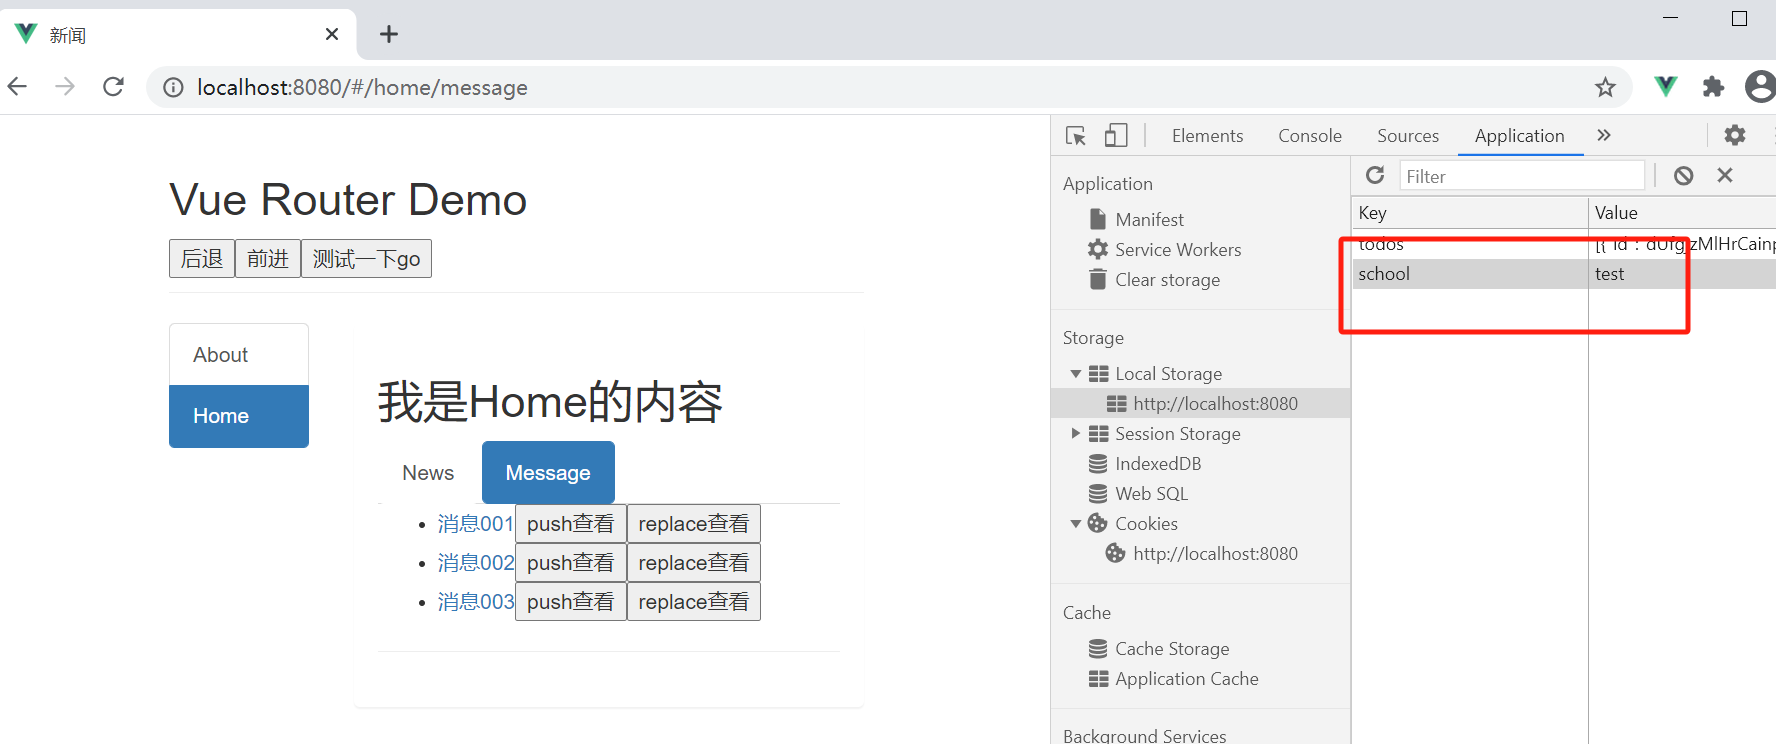 新闻
localhost:8080/#/home/message
Elements Console Sources Application
Vue Router Demo
后退 前进 测试一下go
About
Home
我是Home的内容
News Message
消息001 push查看 replace查看
消息002 push查看 replace查看
消息003 push查看 replace查看
Application
Manifest
Service Workers
Clear storage
Storage
Local Storage
http://localhost:8080
Session Storage
IndexedDB
Web SQL
Cookies
http://localhost:8080
Cache
Cache Storage
Application Cache
Background Services
Filter
Key Value
todos
school test